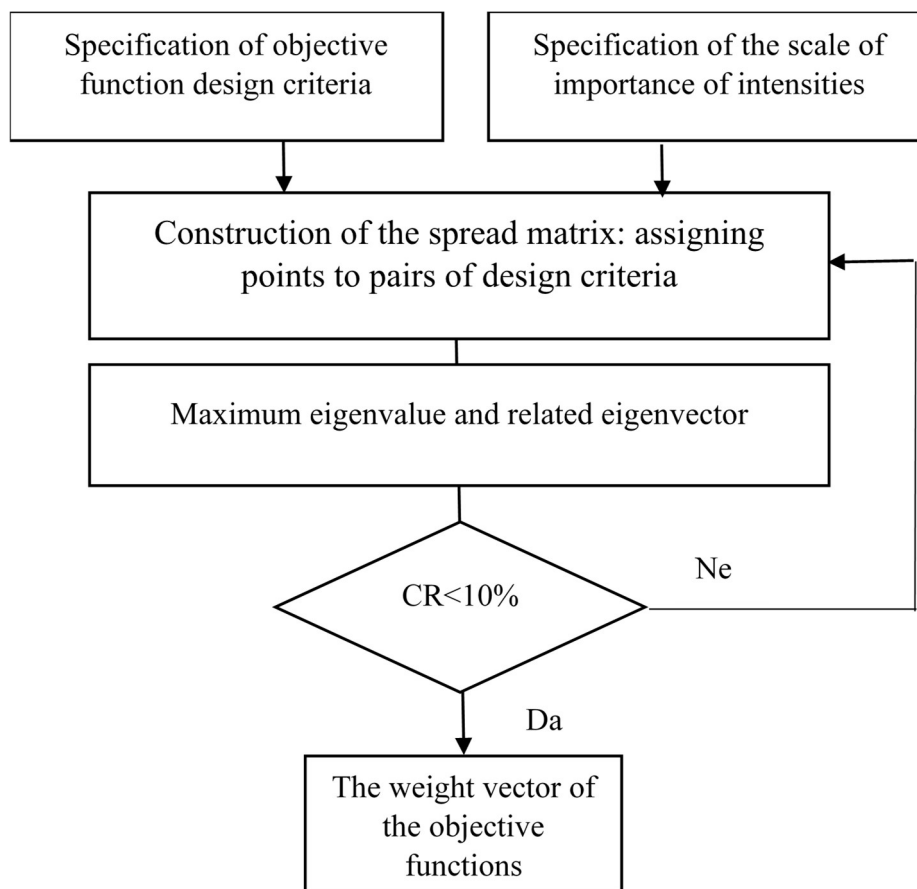 Specification of objective
function design criteria
Specification of the scale of
importance of intensities
Construction of the spread matrix: assigning
points to pairs of design criteria
Maximum eigenvalue and related eigenvector
CR<10%
Ne
Da
The weight vector of
the objective
functions